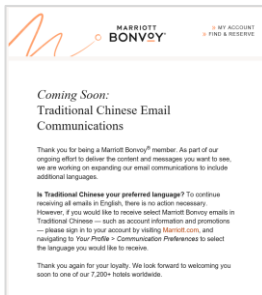 MARRIOTT
BONVOY
MY ACCOUNT
FIND & RESERVE
Coming Soon:
Traditional Chinese Email
Communications
Thank you for being a Marriott Bonvoy® member. As part of our
ongoing effort to deliver the content and messages you want to see,
we are working on expanding our email communications to include
additional languages.
Is Traditional Chinese your preferred language? To continue
receiving all emails in English, there is no action necessary.
However, if you would like to receive select Marriott Bonvoy emails in
Traditional Chinese — such as account information and promotions
— please sign in to your account by visiting Marriott.com, and
navigating to Your Profile > Communication Preferences to select
the language you would like to receive.
Thank you again for your loyalty. We look forward to welcoming you
soon to one of our 7,200+ hotels worldwide.